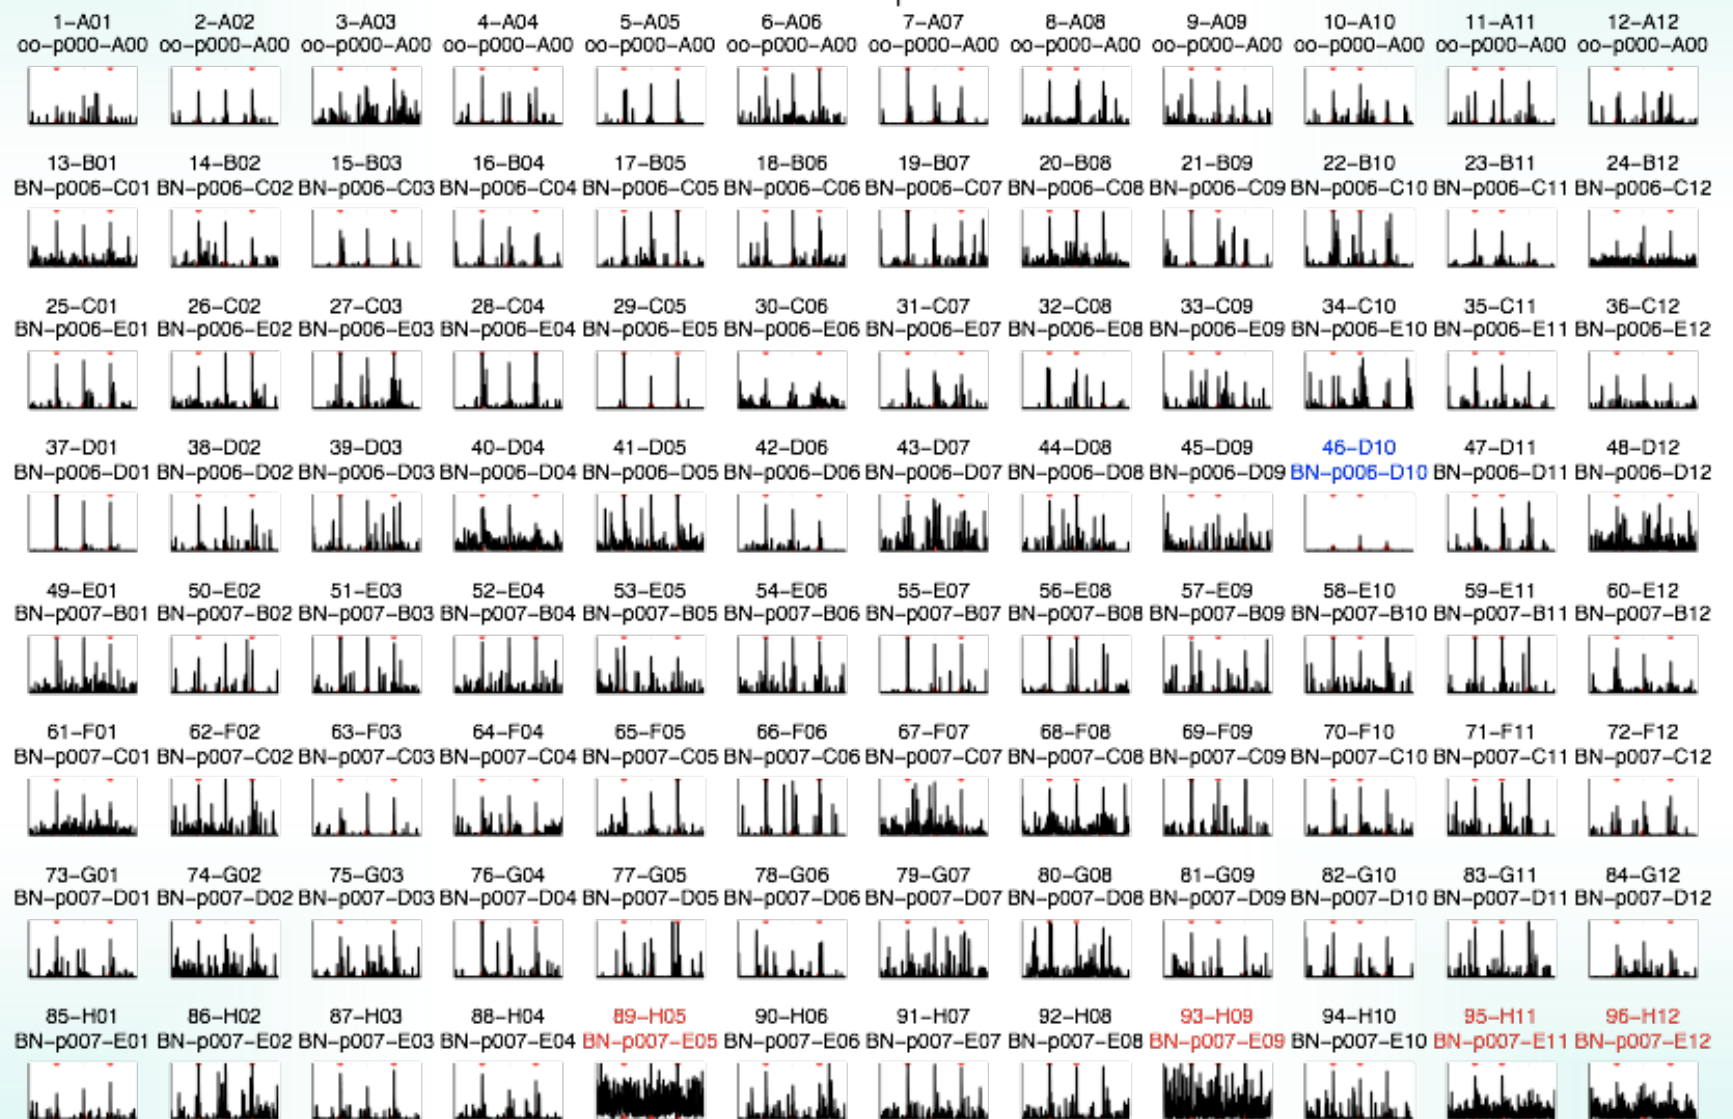 1-A01 2-A02 3-A03 4-A04 5-A05 6-A06 7-A07 8-A08 9-A09 10-A10 11-A11 12-A12
oo-p000-A00 oo-p000-A00 oo-p000-A00 oo-p000-A00 oo-p000-A00 oo-p000-A00 oo-p000-A00 oo-p000-A00 oo-p000-A00 oo-p000-A00 oo-p000-A00 oo-p000-A00
13-B01 14-B02 15-B03 16-B04 17-B05 18-B06 19-B07 20-B08 21-B09 22-B10 23-B11 24-B12
BN-p006-C01 BN-p006-C02 BN-p006-C03 BN-p006-C04 BN-p006-C05 BN-p006-C06 BN-p006-C07 BN-p006-C08 BN-p006-C09 BN-p006-C10 BN-p006-C11 BN-p006-C12
25-C01 26-C02 27-C03 28-C04 29-C05 30-C06 31-C07 32-C08 33-C09 34-C10 35-C11 36-C12
BN-p006-E01 BN-p006-E02 BN-p006-E03 BN-p006-E04 BN-p006-E05 BN-p006-E06 BN-p006-E07 BN-p006-E08 BN-p006-E09 BN-p006-E10 BN-p006-E11 BN-p006-E12
37-D01 38-D02 39-D03 40-D04 41-D05 42-D06 43-D07 44-D08 45-D09 46-D10 47-D11 48-D12
BN-p006-D01 BN-p006-D02 BN-p006-D03 BN-p006-D04 BN-p006-D05 BN-p006-D06 BN-p006-D07 BN-p006-D08 BN-p006-D09 BN-p006-D10 BN-p006-D11 BN-p006-D12
49-E01 50-E02 51-E03 52-E04 53-E05 54-E06 55-E07 56-E08 57-E09 58-E10 59-E11 60-E12
BN-p007-B01 BN-p007-B02 BN-p007-B03 BN-p007-B04 BN-p007-B05 BN-p007-B06 BN-p007-B07 BN-p007-B08 BN-p007-B09 BN-p007-B10 BN-p007-B11 BN-p007-B12
61-F01 62-F02 63-F03 64-F04 65-F05 66-F06 67-F07 68-F08 69-F09 70-F10 71-F11 72-F12
BN-p007-C01 BN-p007-C02 BN-p007-C03 BN-p007-C04 BN-p007-C05 BN-p007-C06 BN-p007-C07 BN-p007-C08 BN-p007-C09 BN-p007-C10 BN-p007-C11 BN-p007-C12
73-G01 74-G02 75-G03 76-G04 77-G05 78-G06 79-G07 80-G08 81-G09 82-G10 83-G11 84-G12
BN-p007-D01 BN-p007-D02 BN-p007-D03 BN-p007-D04 BN-p007-D05 BN-p007-D06 BN-p007-D07 BN-p007-D08 BN-p007-D09 BN-p007-D10 BN-p007-D11 BN-p007-D12
85-H01 86-H02 87-H03 88-H04 89-H05 90-H06 91-H07 92-H08 93-H09 94-H10 95-H11 96-H12
BN-p007-E01 BN-p007-E02 BN-p007-E03 BN-p007-E04 BN-p007-E05 BN-p007-E06 BN-p007-E07 BN-p007-E08 BN-p007-E09 BN-p007-E10 BN-p007-E11 BN-p007-E12